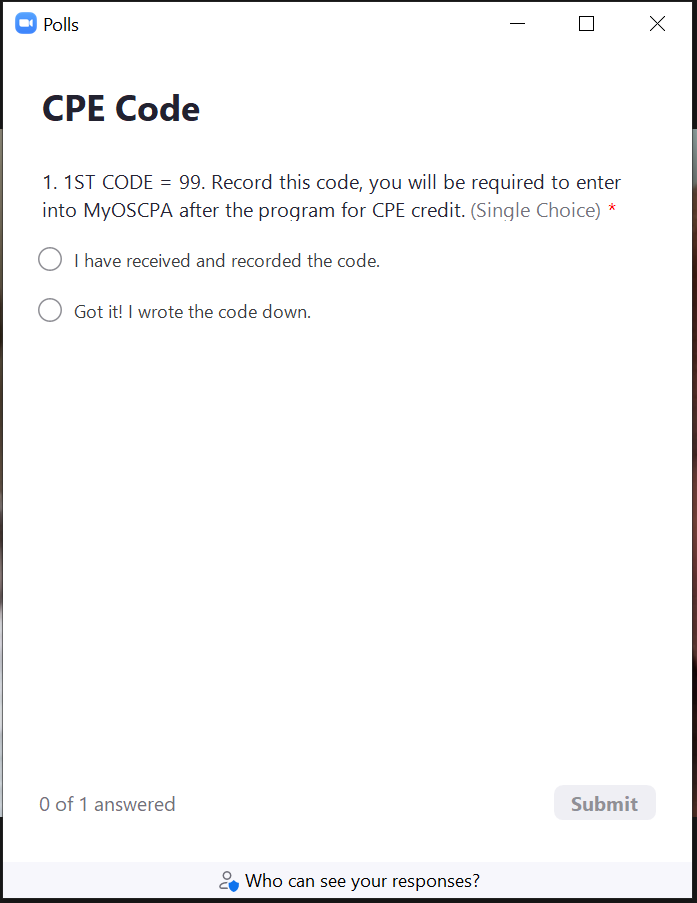 Polls
CPE Code
1. 1ST CODE = 99. Record this code, you will be required to enter
into MyOSCPA after the program for CPE credit. (Single Choice) *
I have received and recorded the code.
Got it! I wrote the code down.
0 of 1 answered
Submit
Who can see your responses?